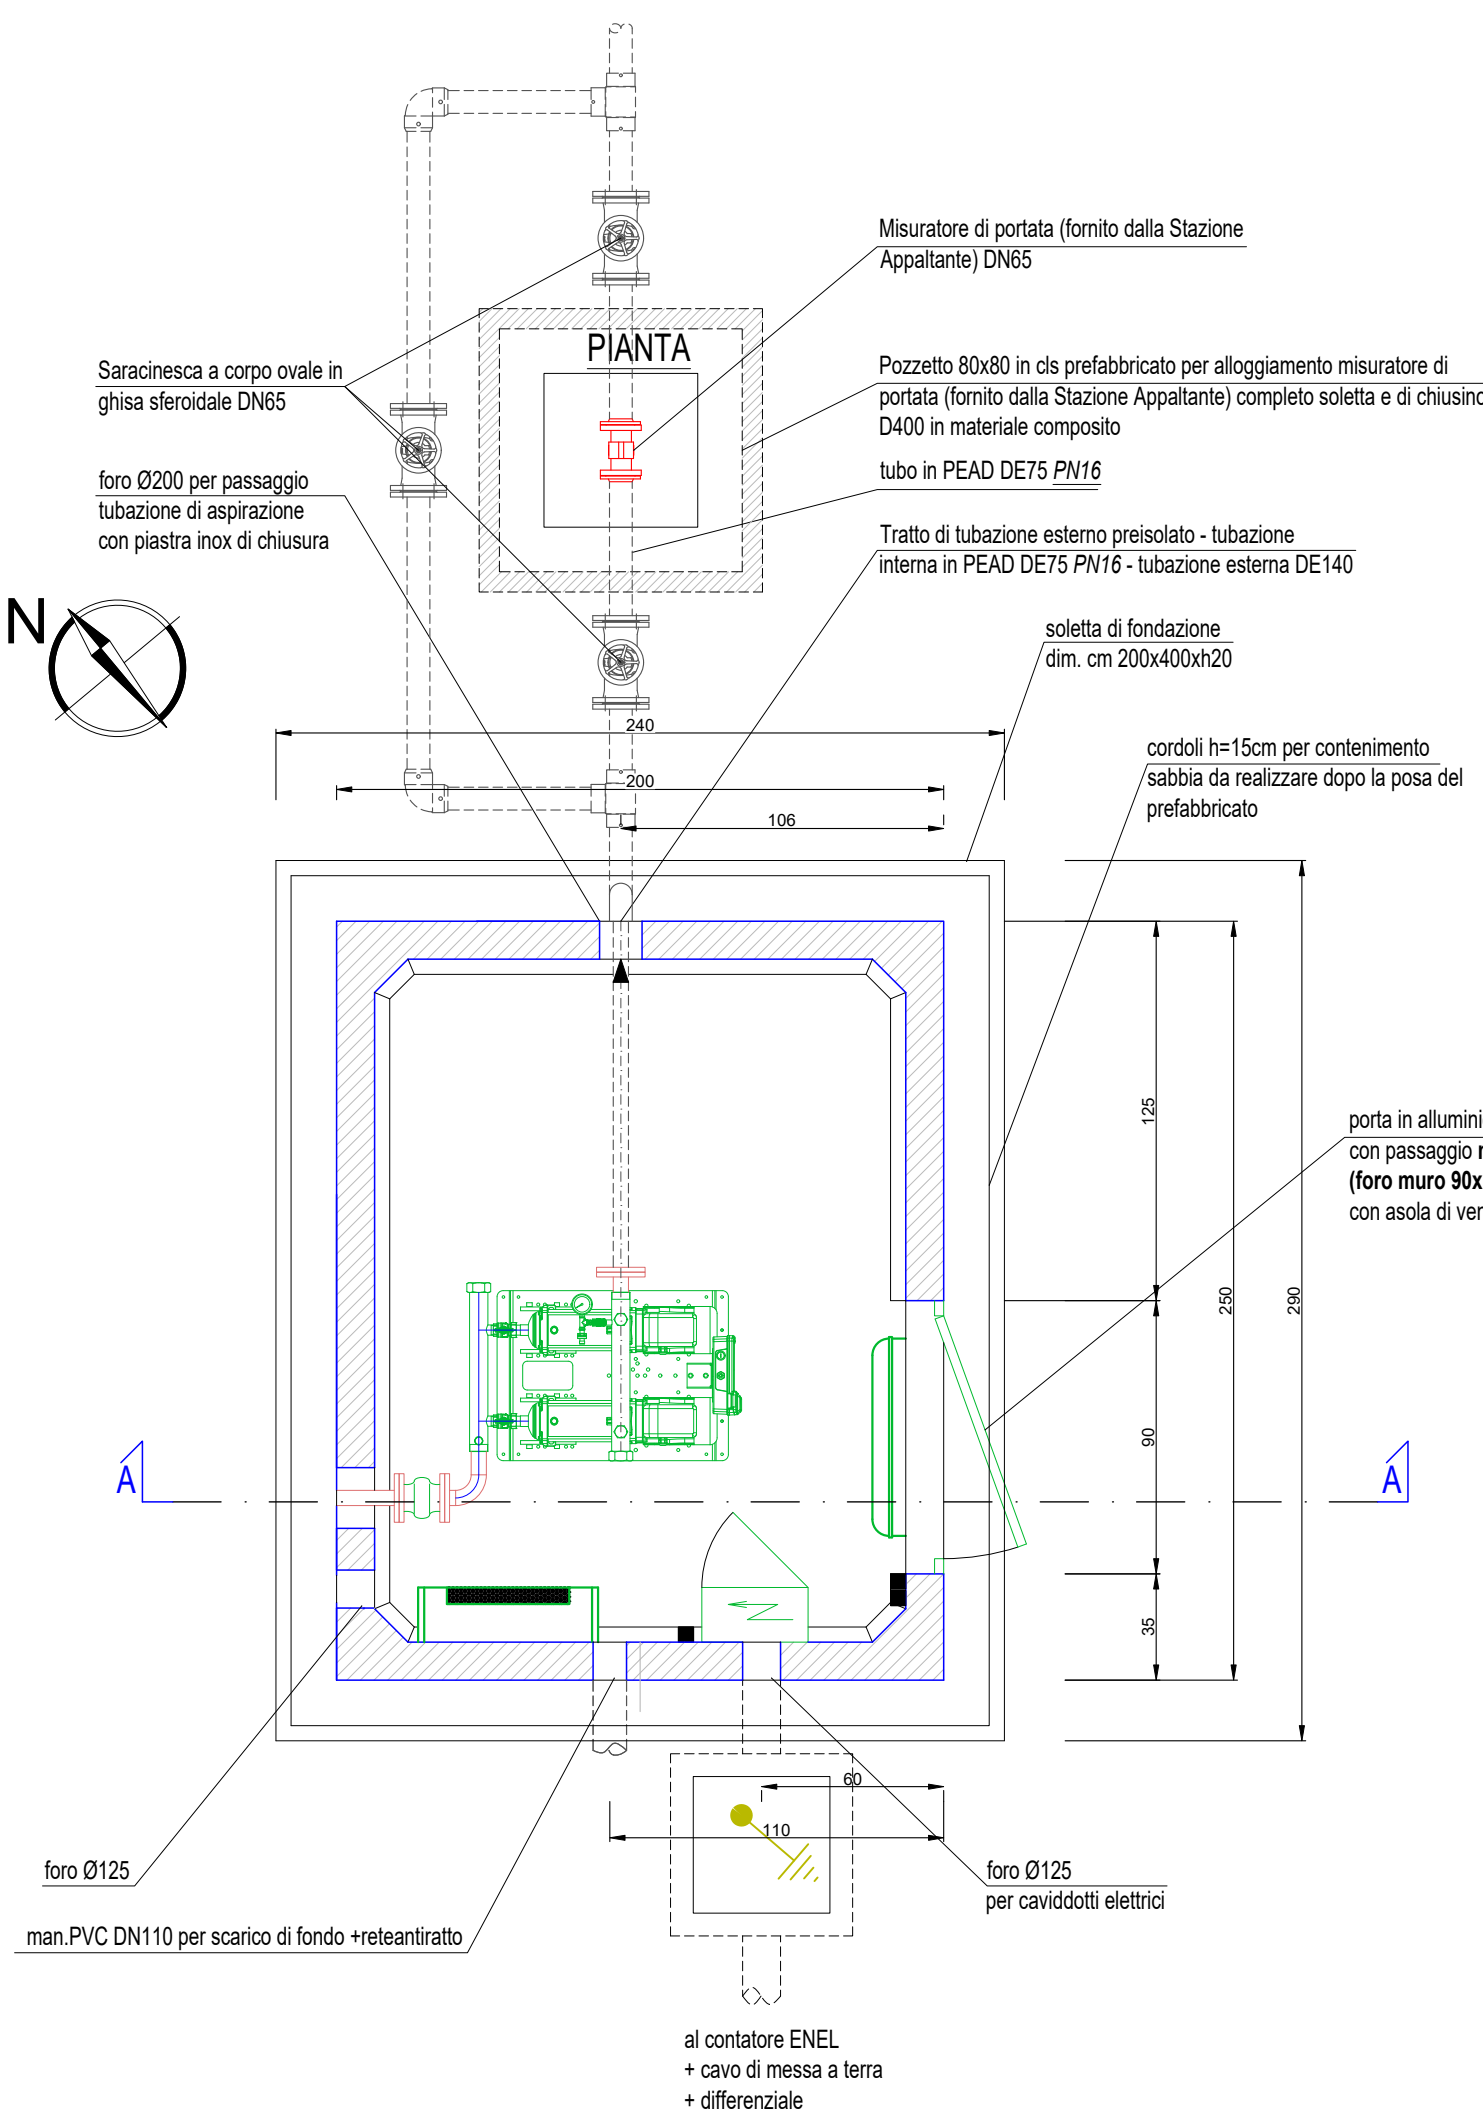 Misuratore di portata (fornito dalla Stazione
Appaltante) DN65
PIANTA
Saracinesca a corpo ovale in
ghisa sferoidale DN65
Pozzetto 80x80 in cls prefabbricato per alloggiamento misuratore di
portata (fornito dalla Stazione Appaltante) completo soletta e di chiusino
D400 in materiale composito
tubo in PEAD DE75 PN16
foro Ø200 per passaggio
tubazione di aspirazione
con piastra inox di chiusura
Tratto di tubazione esterno preisolato - tubazione
interna in PEAD DE75 PN16 - tubazione esterna DE140
N
soletta di fondazione
dim. cm 200x400xh20
240
cordoli h=15cm per contenimento
sabbia da realizzare dopo la posa del
prefabbricato
200
106
125
porta in allumini
con passaggio
(foro muro 90x
con asola di ver
250
290
90
A
A
35
60
110
foro Ø125
foro Ø125
per caviddotti elettrici
man.PVC DN110 per scarico di fondo +reteantiratto
al contatore ENEL
+ cavo di messa a terra
+ differenziale